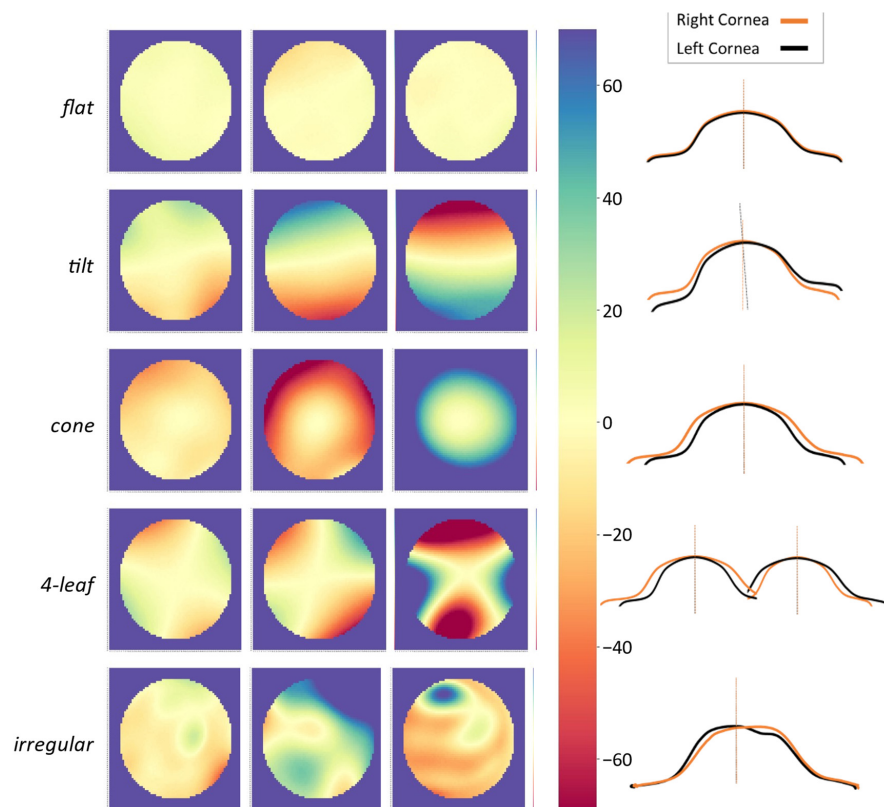 Right Cornea
Left Cornea
flat
tilt
cone
4-leaf
irregular
60
40
20
0
−20
−40
−60